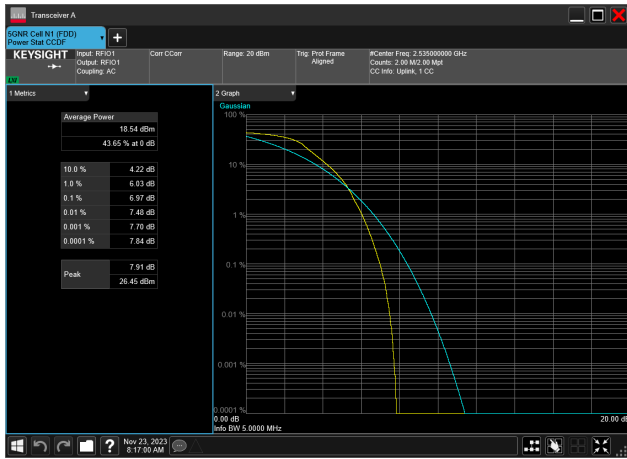 Transceiver A
5GNR Cell N1 (FDD)
Power Stat CCDF
KEYSIGHT
Input: RFIO1
Output: RFIO1
Coupling: AC
Corr CCorr
Range: 20 dBm
Trig: Prot Frame
Aligned
#Center Freq: 2.535000000 GHz
Counts: 2.00 M/2.00 Mpt
CC Info: Uplink, 1 CC
1 Metrics
Average Power
18.54 dBm
43.65 % at 0 dB
10.0 % 4.22 dB
1.0 % 6.03 dB
0.1 % 6.97 dB
0.01 % 7.48 dB
0.001 % 7.70 dB
0.0001 % 7.84 dB
Peak
7.91 dB
26.45 dBm
2 Graph
Gaussian
100 %
10 %
1 %
0.1 %
0.01 %
0.001 %
0.0001 %
0.00 dB
20.00 dB
Info BW 5.0000 MHz
Nov 23, 2023
8:17:00 AM